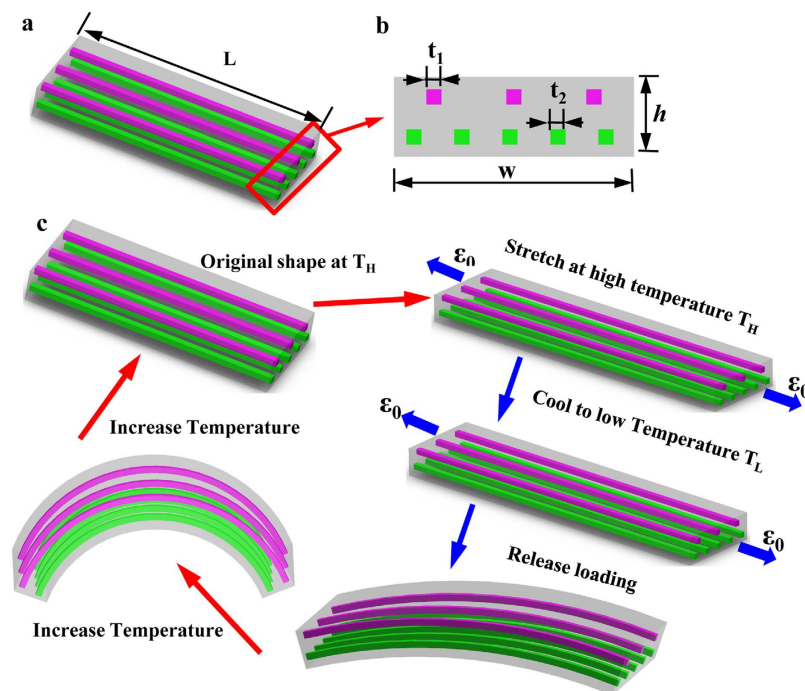 a
L
b
t1
t2
h
w
c
Original shape at TH
ε0
Stretch at high temperature TH
ε0
ε0
Cool to low Temperature TL
ε0
Release loading
Increase Temperature
Increase Temperature